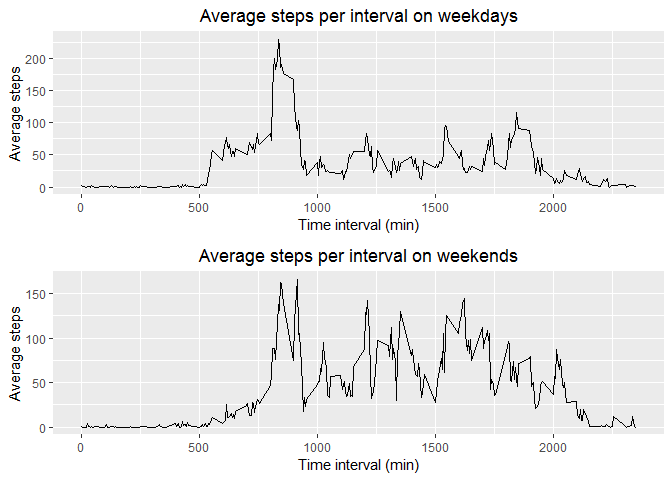 Average steps per interval on weekdays
Average steps
200
150
100
50
0
0 500 1000 1500 2000
Time interval (min)
Average steps per interval on weekends
Average steps
150
100
50
0
0 500 1000 1500 2000
Time interval (min)